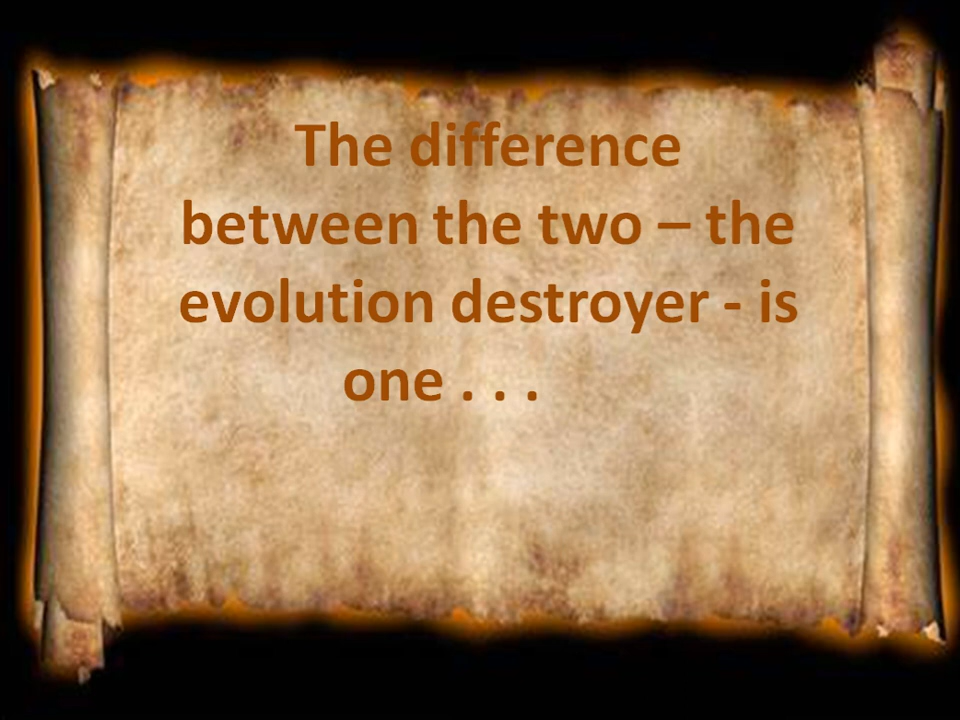 The difference
between the two – the
evolution destroyer - is
one . . .